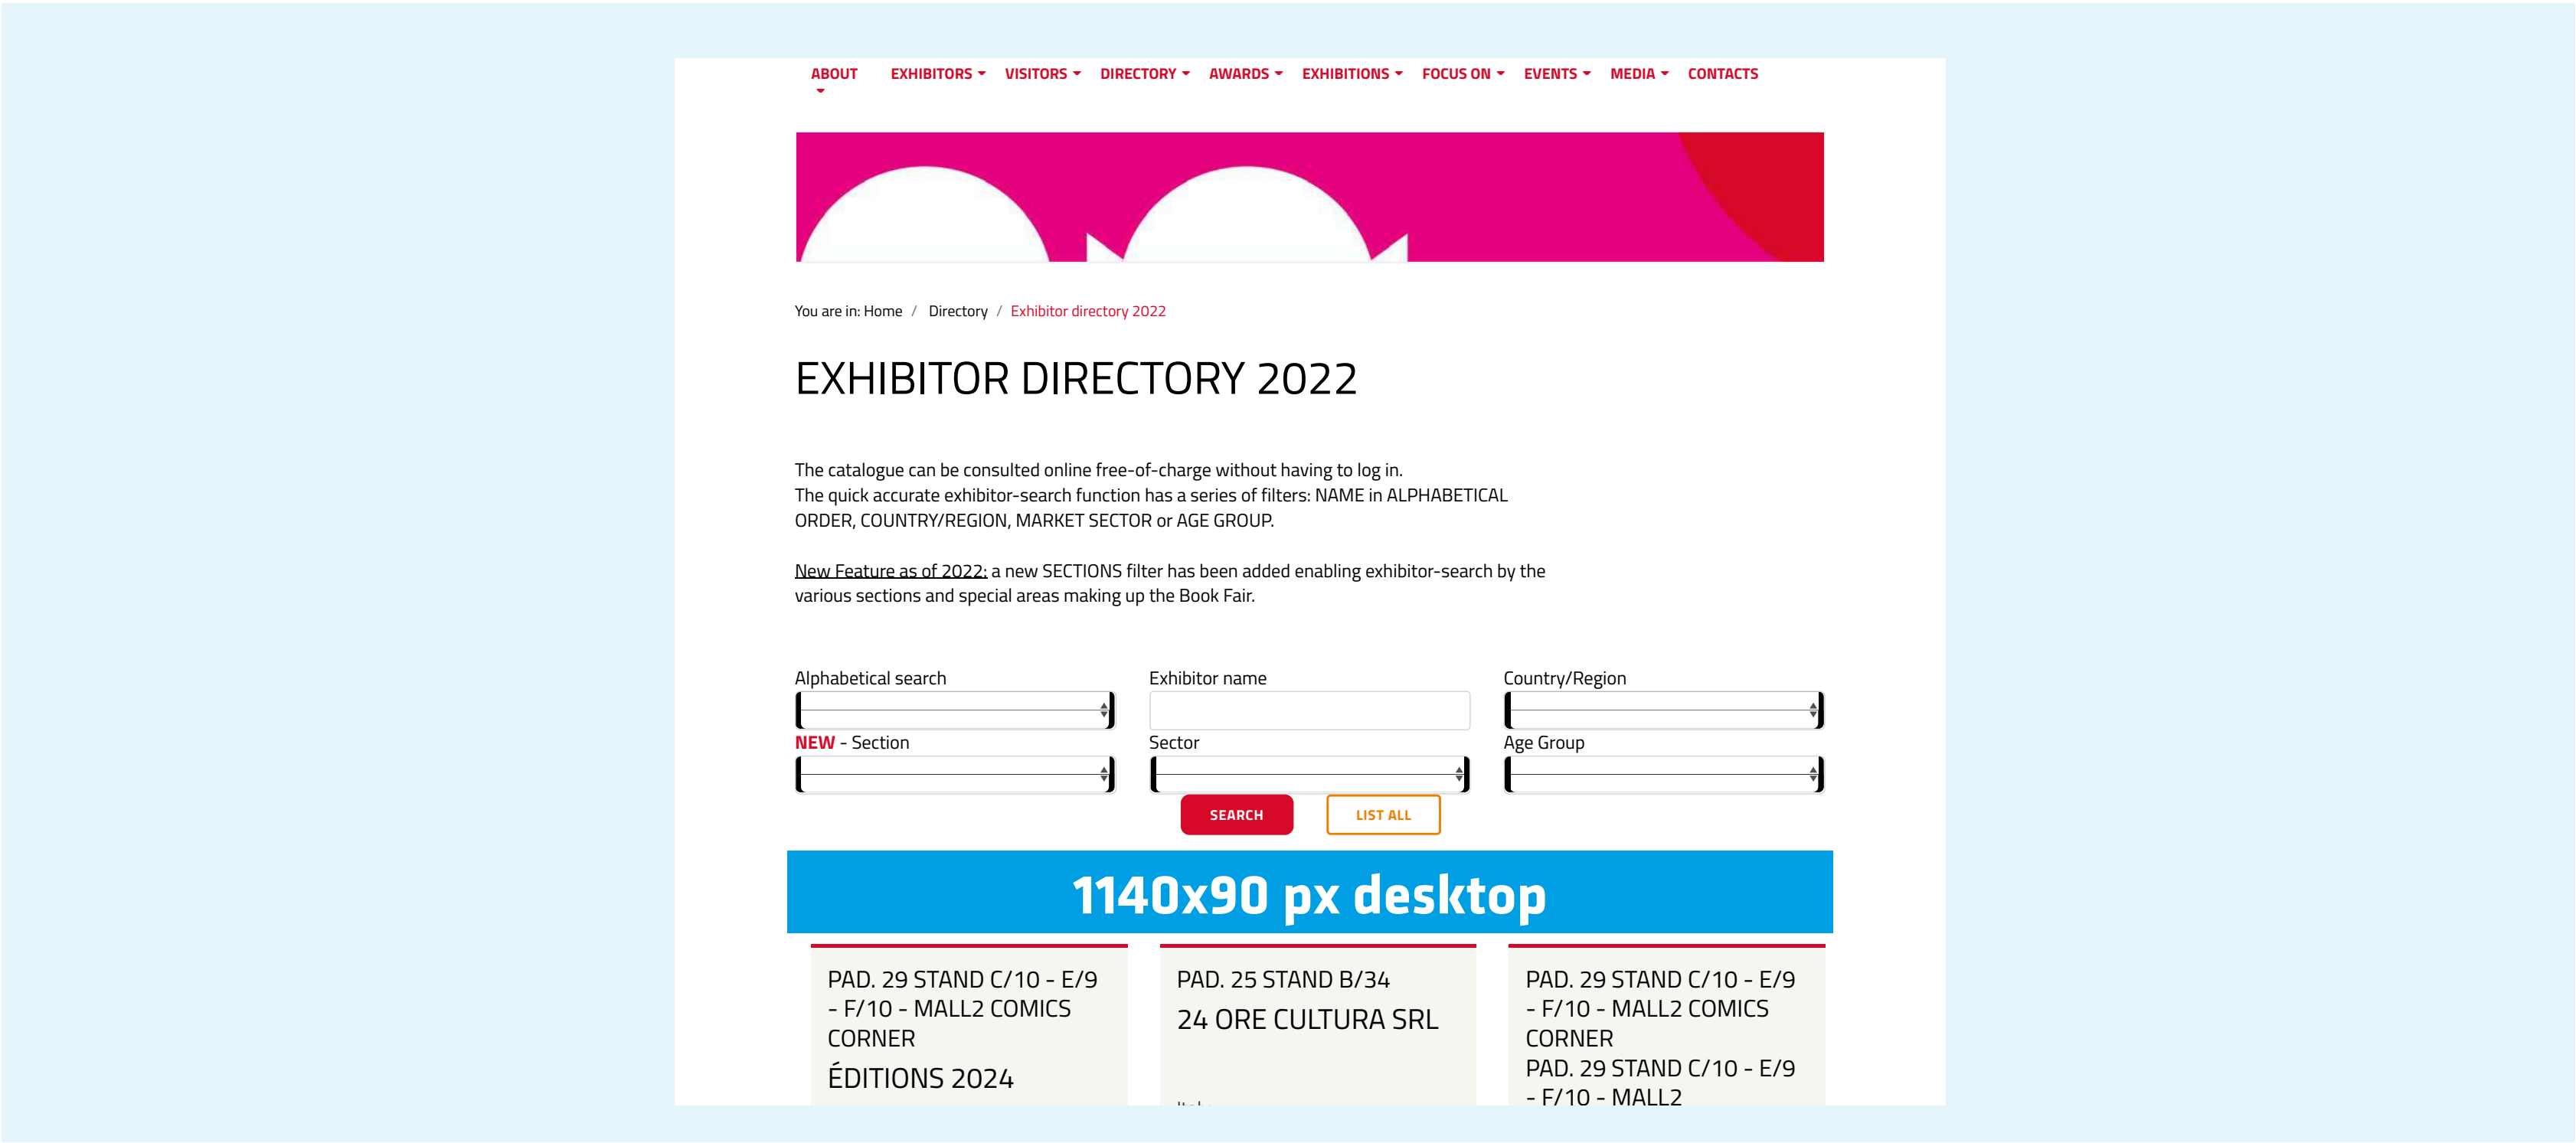 ABOUT EXHIBITORS VISITORS DIRECTORY AWARDS EXHIBITIONS FOCUS ON EVENTS MEDIA CONTACTS
You are in: Home / Directory / Exhibitor directory 2022
EXHIBITOR DIRECTORY 2022
The catalogue can be consulted online free-of-charge without having to log in.
The quick accurate exhibitor-search function has a series of filters: NAME in ALPHABETICAL
ORDER, COUNTRY/REGION, MARKET SECTOR or AGE GROUP.
New Feature as of 2022: a new SECTIONS filter has been added enabling exhibitor-search by the
various sections and special areas making up the Book Fair.
Alphabetical search Exhibitor name Country/Region
NEW - Section Sector Age Group
SEARCH LIST ALL
1140x90 px desktop
PAD. 29 STAND C/10 - E/9
- F/10 - MALL2 COMICS
CORNER
ÉDITIONS 2024
PAD. 25 STAND B/34
24 ORE CULTURA SRL
PAD. 29 STAND C/10 - E/9
- F/10 - MALL2 COMICS
CORNER
PAD. 29 STAND C/10 - E/9
- F/10 - MALL2